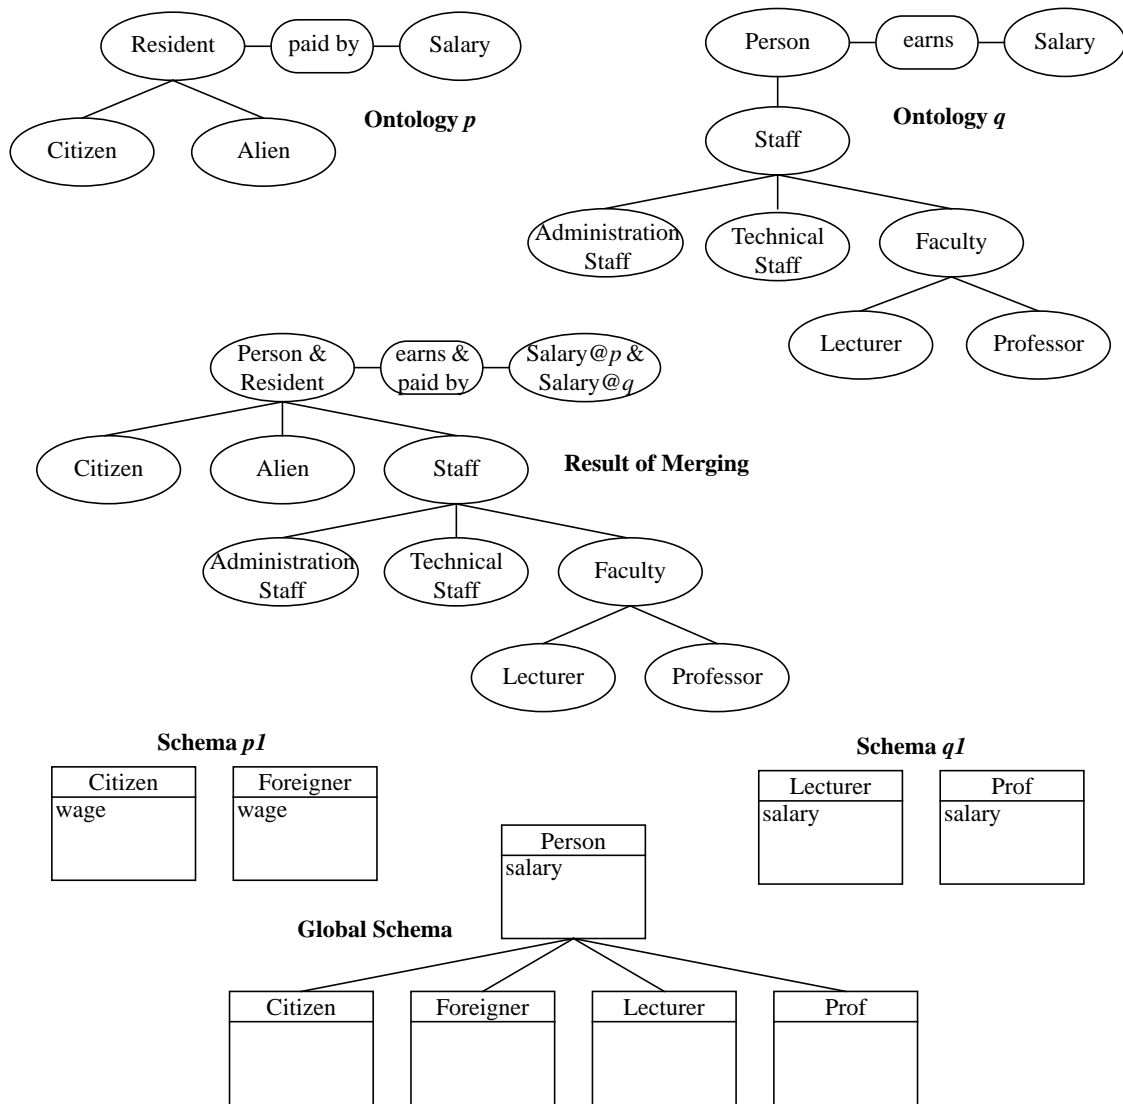 Resident
paid by
Salary
Citizen
Alien
Ontology p
Person
earns
Salary
Ontology q
Staff
Administration
Staff
Technical
Staff
Faculty
Lecturer
Professor
Person &
Resident
earns &
paid by
Salary@p &
Salary@q
Citizen
Alien
Staff
Result of Merging
Administration
Staff
Technical
Staff
Faculty
Lecturer
Professor
Schema p1
Citizen
wage
Foreigner
wage
Schema q1
Lecturer
salary
Prof
salary
Person
salary
Global Schema
Citizen
Foreigner
Lecturer
Prof